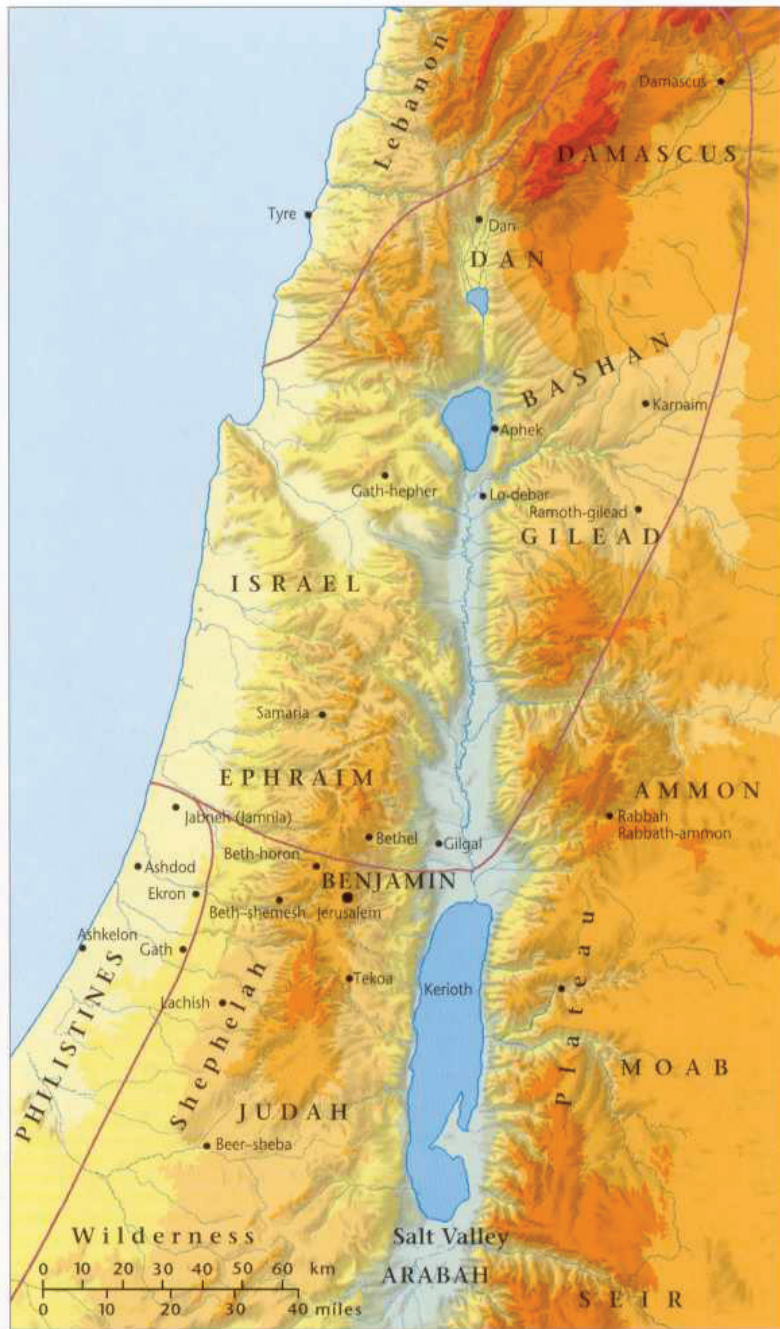 Lebanon
Damascus
DAMASCUS
Tyre
Dan
DAN
BASHAN
Karnaim
Aphek
Gath-hepher
Lo-debar
Ramoth-gilead
GILEAD
ISRAEL
Samaria
EPHRAIM
AMMON
Jabneh (Jamnla)
Rabbah
Rabbath-ammon
Bethel
Gilgal
Beth-horon
Ashdod
BENJAMIN
Ekron
Beth-shemesh
Jerusalem
Ashkelon
Gath
Tekoa
Kerioth
Plateau
Lachish
PHILISTINES
Shephelah
MOAB
JUDAH
Beer-sheba
Wilderness
Salt Valley
0 10 20 40 60 km
ARABAH
0 10 20 30 40 miles
SEIR